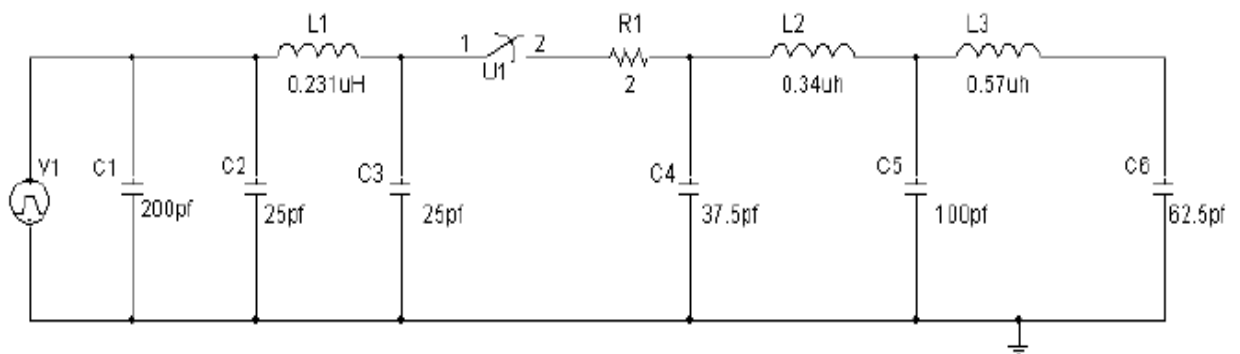 L1
R1
L2
L3
1
2
U1
0.231uH
2
0.34uh
0.57uh
V1
C1
C2
C3
C4
C5
C6
200pf
25pf
25pf
37.5pf
100pf
62.5pf